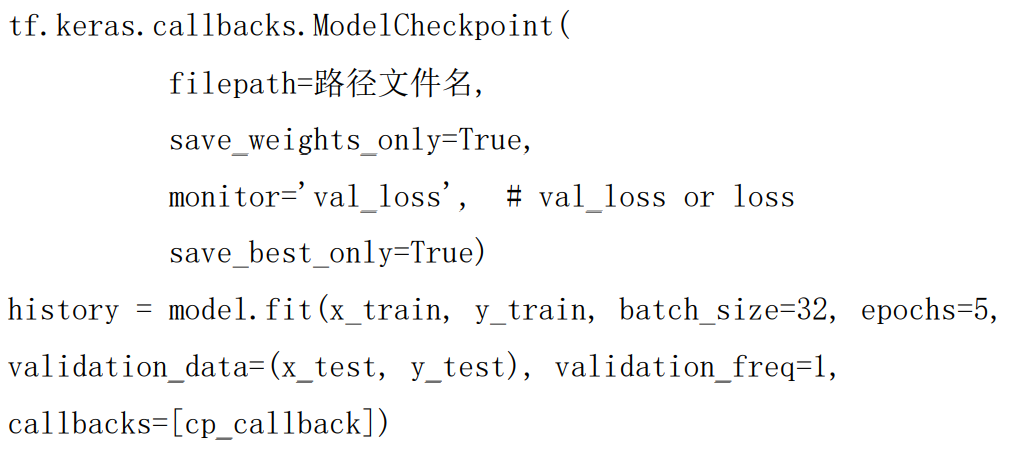 tf.keras.callbacks.ModelCheckpoint(
filepath=路径文件名,
save_weights_only=True,
monitor='val_loss', # val_loss or loss
save_best_only=True)
history = model.fit(x_train, y_train, batch_size=32, epochs=5,
validation_data=(x_test, y_test), validation_freq=1,
callbacks=[cp_callback])